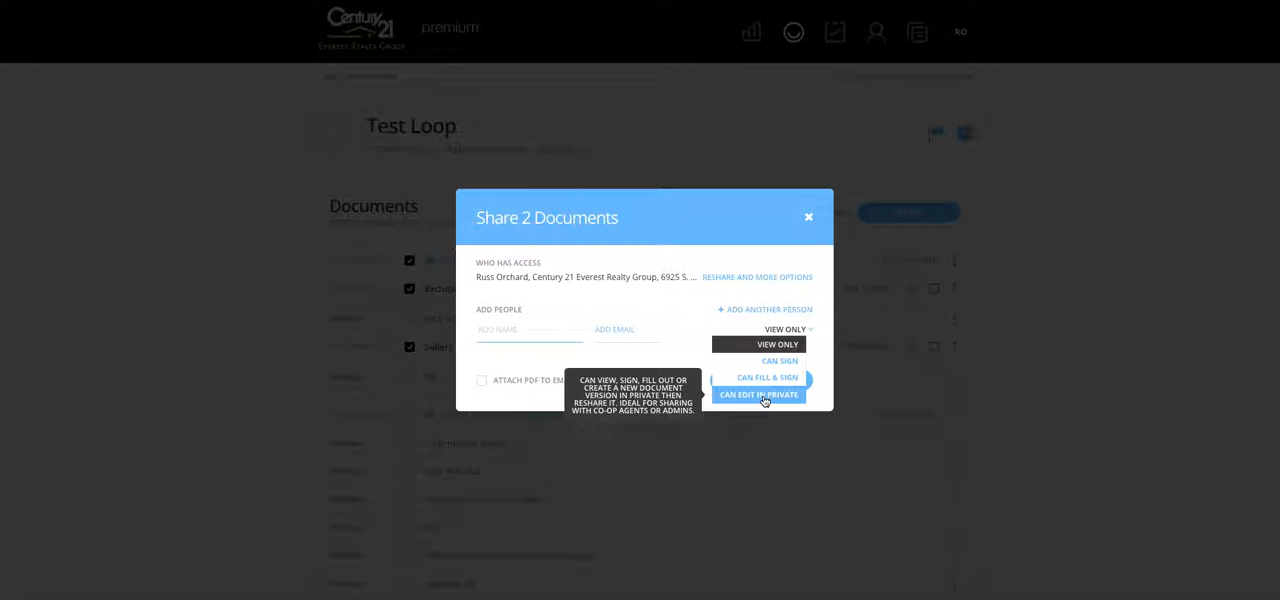 Century 21
EVEREST REALTY GROUP
premium
RO
Test Loop
Documents
Share 2 Documents
WHO HAS ACCESS
Russ Orchard, Century 21 Everest Realty Group, 6925 S. ...
RESHARE AND MORE OPTIONS
ADD PEOPLE
+ ADD ANOTHER PERSON
ADD NAME
ADD EMAIL
VIEW ONLY
VIEW ONLY
CAN SIGN
CAN FILL & SIGN
CAN EDIT IN PRIVATE
ATTACH PDF TO EM
CAN VIEW, SIGN, FILL OUT OR
CREATE A NEW DOCUMENT
VERSION IN PRIVATE THEN
RESHARE IT. IDEAL FOR SHARING
WITH CO-OP AGENTS OR ADMINS.
Sellers